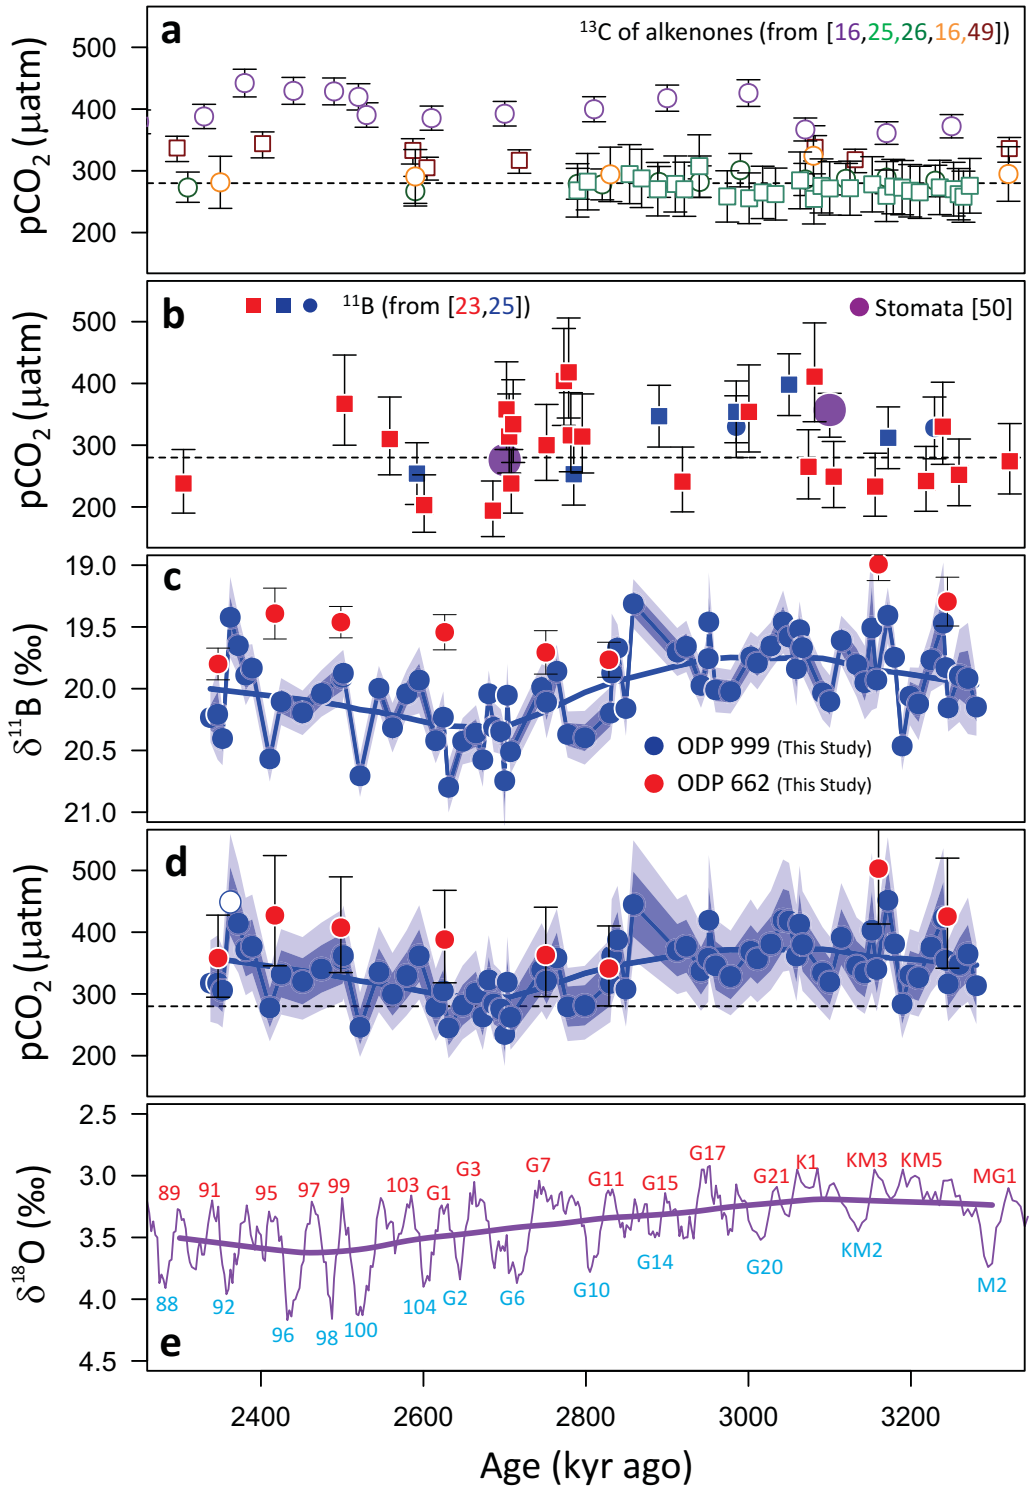 a
¹³C of alkenones (from [16,25,26,16,49])
pCO₂ (µatm)
500
400
300
200
b
¹¹B (from [23,25])
Stomata [50]
pCO₂ (µatm)
500
400
300
200
c
δ¹¹B (‰)
19.0
19.5
20.0
20.5
21.0
ODP 999 (This Study)
ODP 662 (This Study)
d
pCO₂ (µatm)
500
400
300
200
δ¹⁸O (‰)
2.5
3.0
3.5
4.0
4.5
89 91 95 97 99 103 G1 G3 G7 G11 G15 G17 G21 K1 KM3 KM5 MG1
88 92 96 98 100 104 G2 G6 G10 G14 G20 KM2 M2
e
2400 2600 2800 3000 3200
Age (kyr ago)